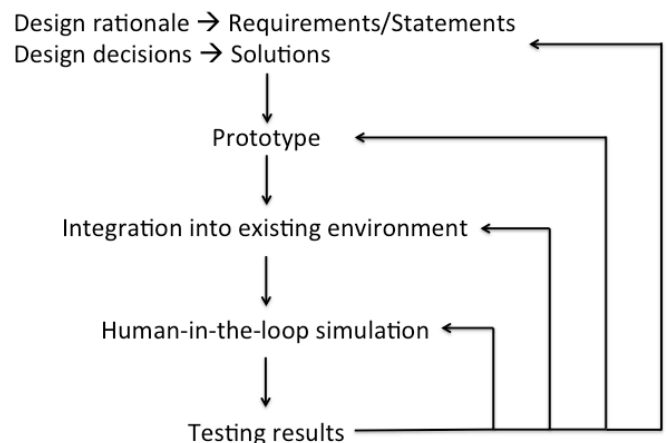 Design rationale → Requirements/Statements
Design decisions → Solutions
Prototype
Integration into existing environment
Human-in-the-loop simulation
Testing results